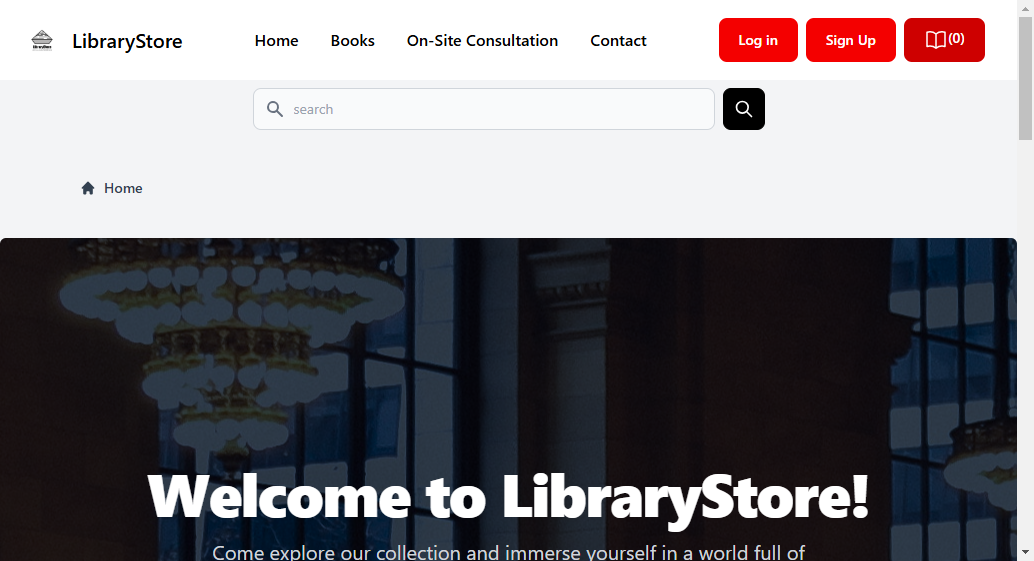 LibraryStore
Home
Books
On-Site Consultation
Contact
Log in
Sign Up
(0)
search
Home
Welcome to LibraryStore!
Come explore our collection and immerse yourself in a world full of